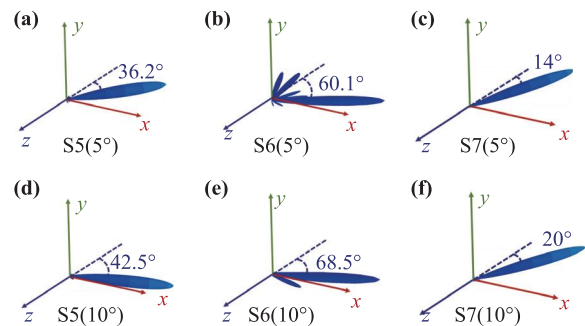 (a)
y
36.2°
x
z
S5(5°)
(b)
y
60.1°
x
z
S6(5°)
(c)
y
14°
x
z
S7(5°)
(d)
y
42.5°
x
z
S5(10°)
(e)
y
68.5°
x
z
S6(10°)
(f)
y
20°
x
z
S7(10°)